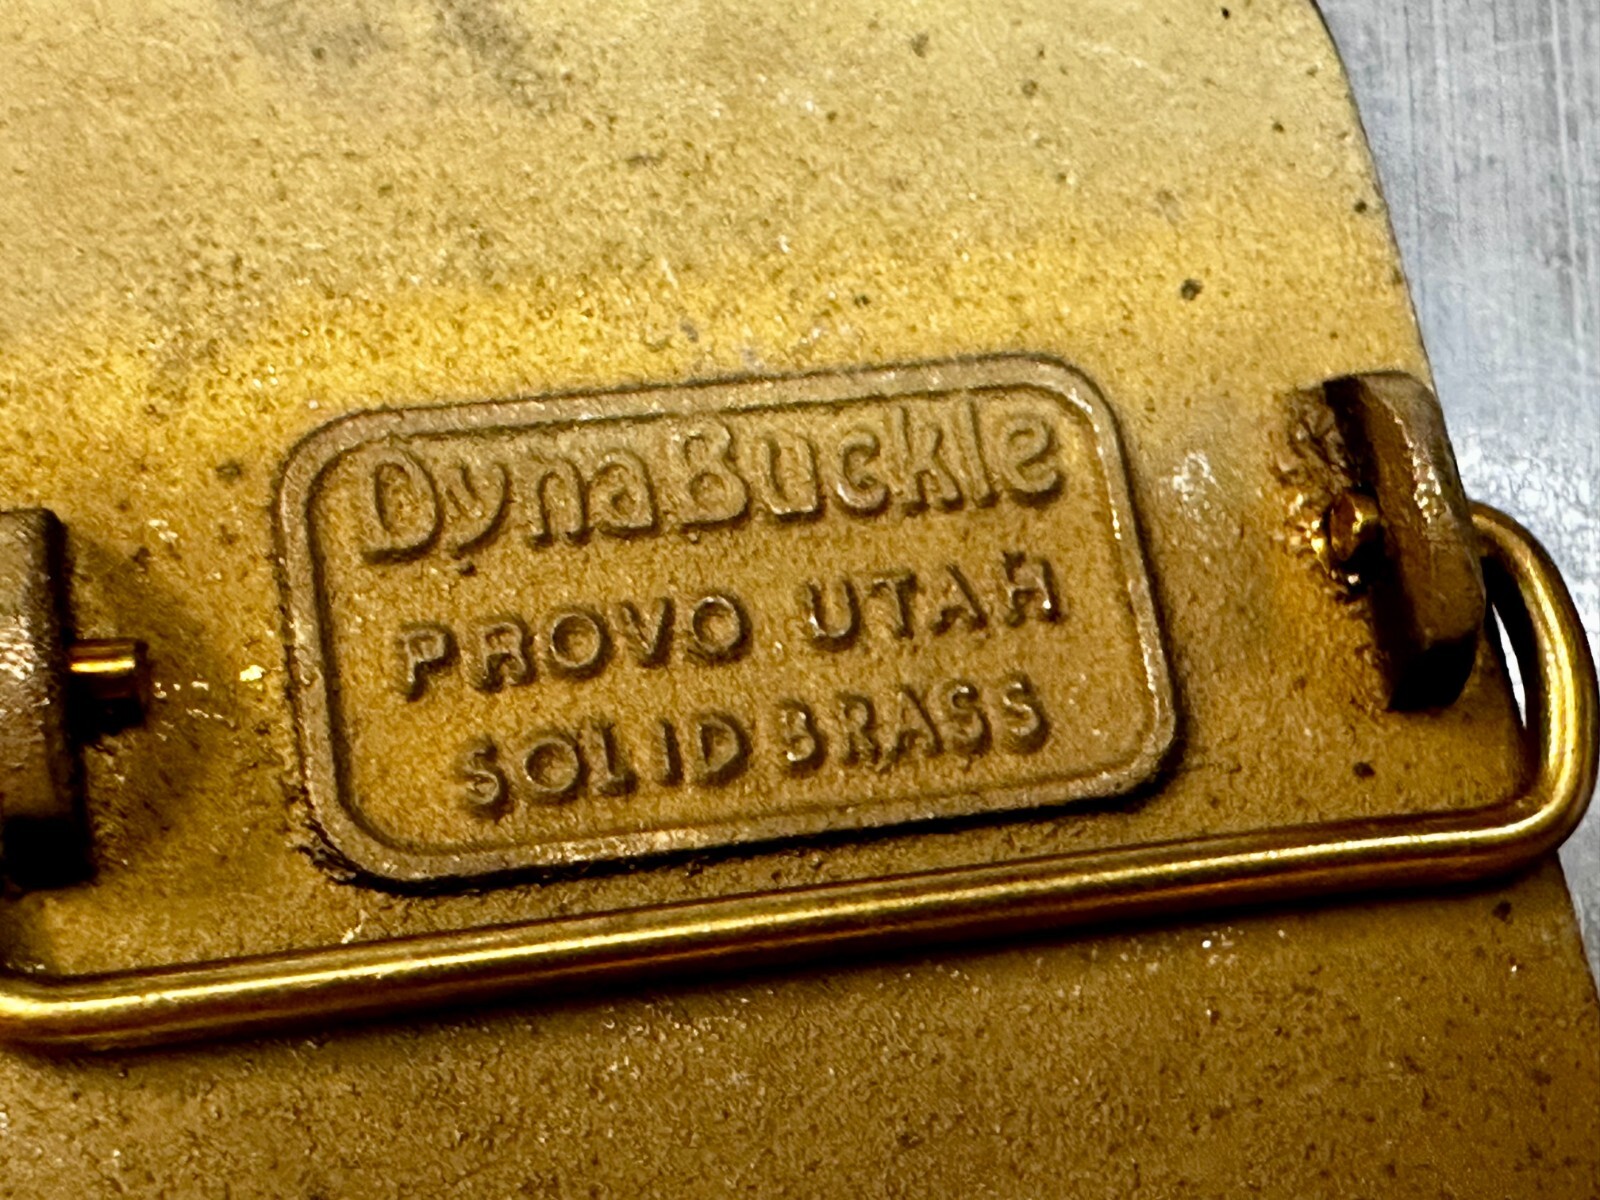 DynaBuckle
PROVO UTAH
SOLID BRASS